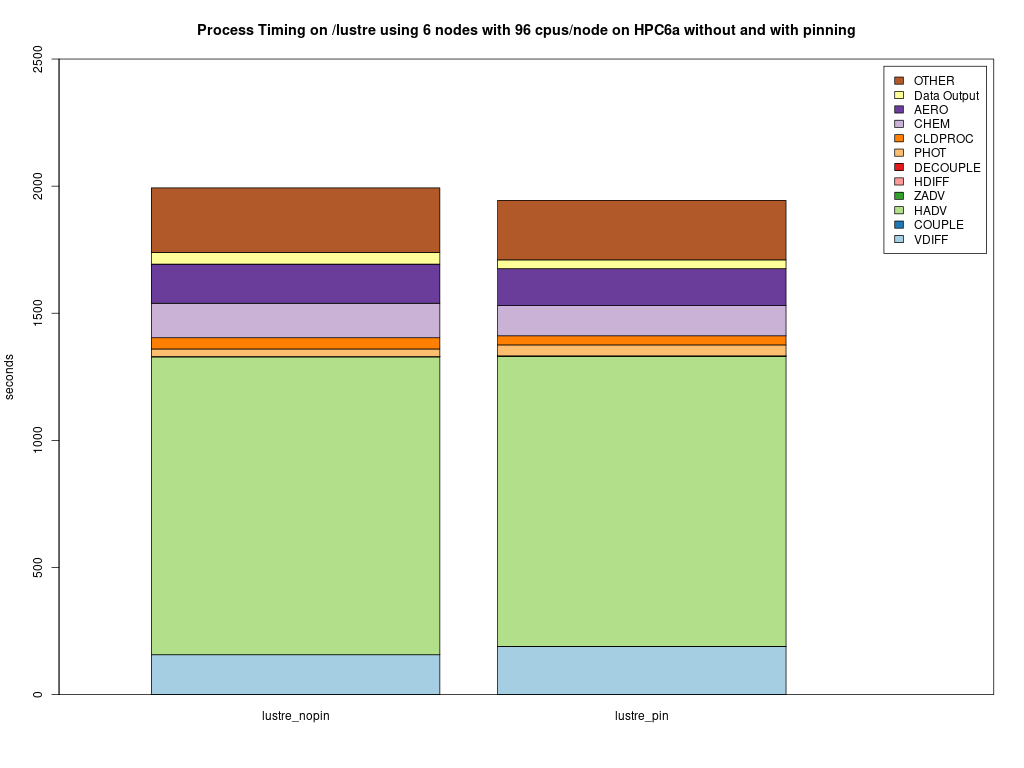 Process Timing on /lustre using 6 nodes with 96 cpus/node on HPC6a without and with pinning
2500
2000
1500
1000
500
0
seconds
OTHER
Data Output
AERO
CHEM
CLDPROC
PHOT
DECOUPLE
HDIFF
ZADV
HADV
COUPLE
VDIFF
lustre_nopin
lustre_pin